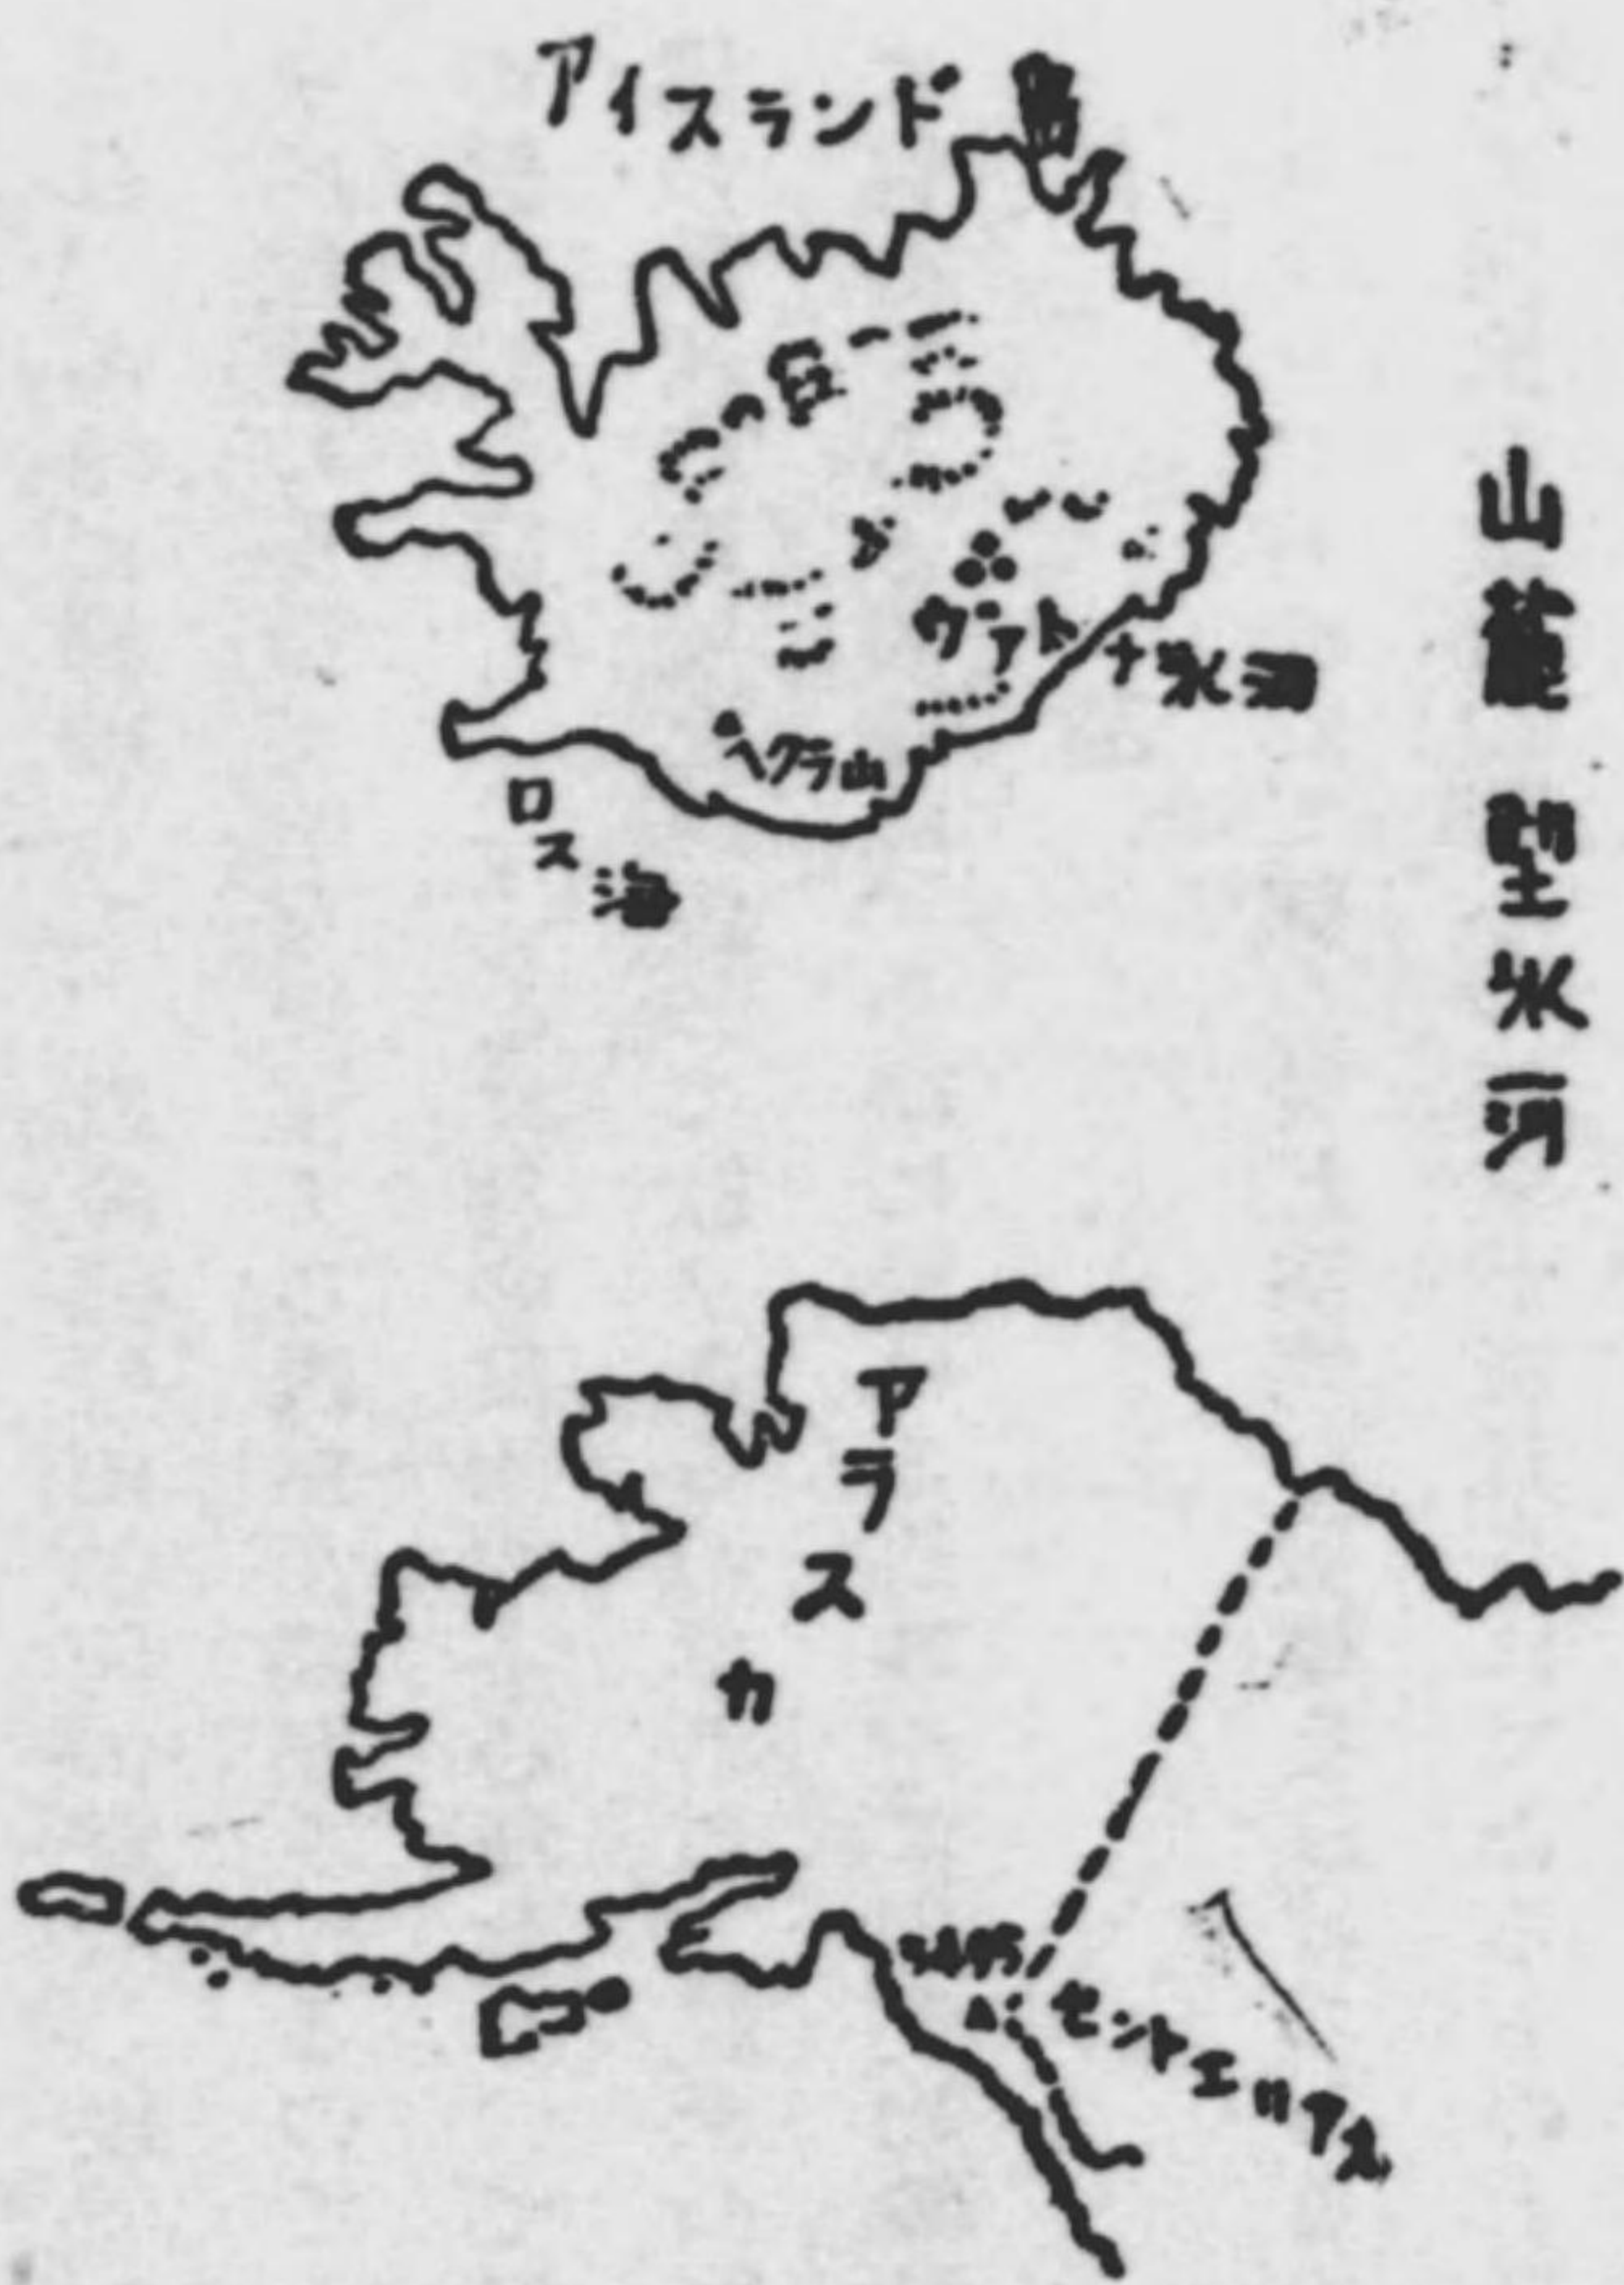 山麓型氷河
アイスランド島
ヴァトナ氷河
ヘクラ山
ロス海
アラスカ
セントエリアス